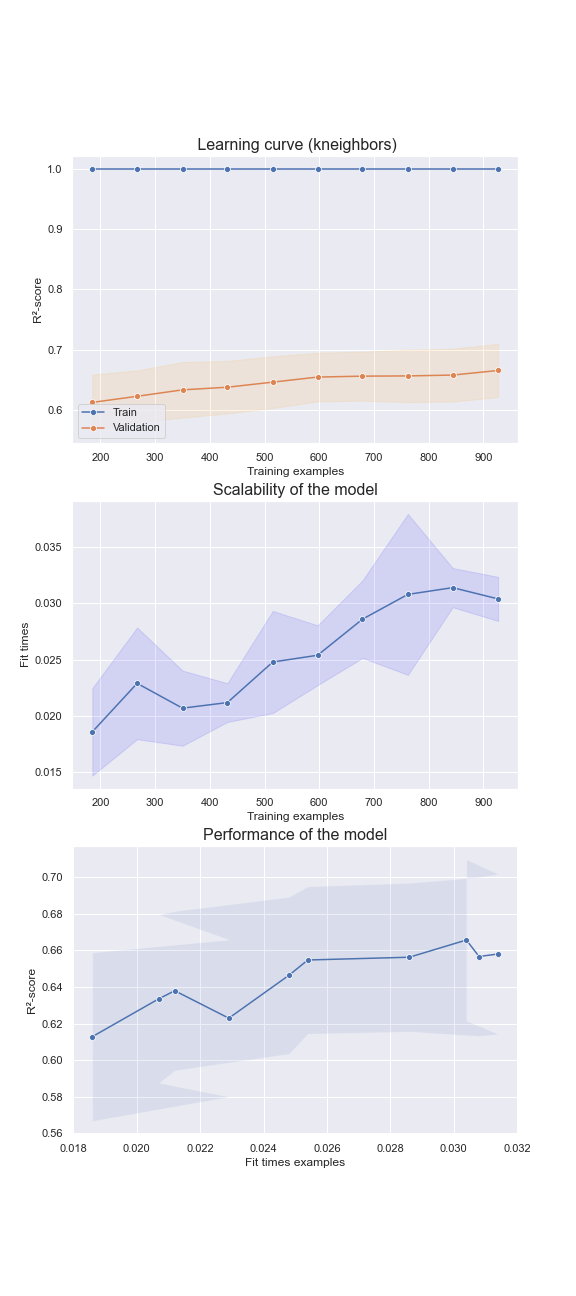 Learning curve (kneighbors)
1.0
0.9
0.8
0.7
0.6
R²-score
Train
Validation
200 300 400 500 600 700 800 900
Training examples
Scalability of the model
0.035
0.030
0.025
0.020
0.015
Fit times
200 300 400 500 600 700 800 900
Training examples
Performance of the model
0.70
0.68
0.66
0.64
0.62
0.60
0.58
0.56
R²-score
0.018 0.020 0.022 0.024 0.026 0.028 0.030 0.032
Fit times examples